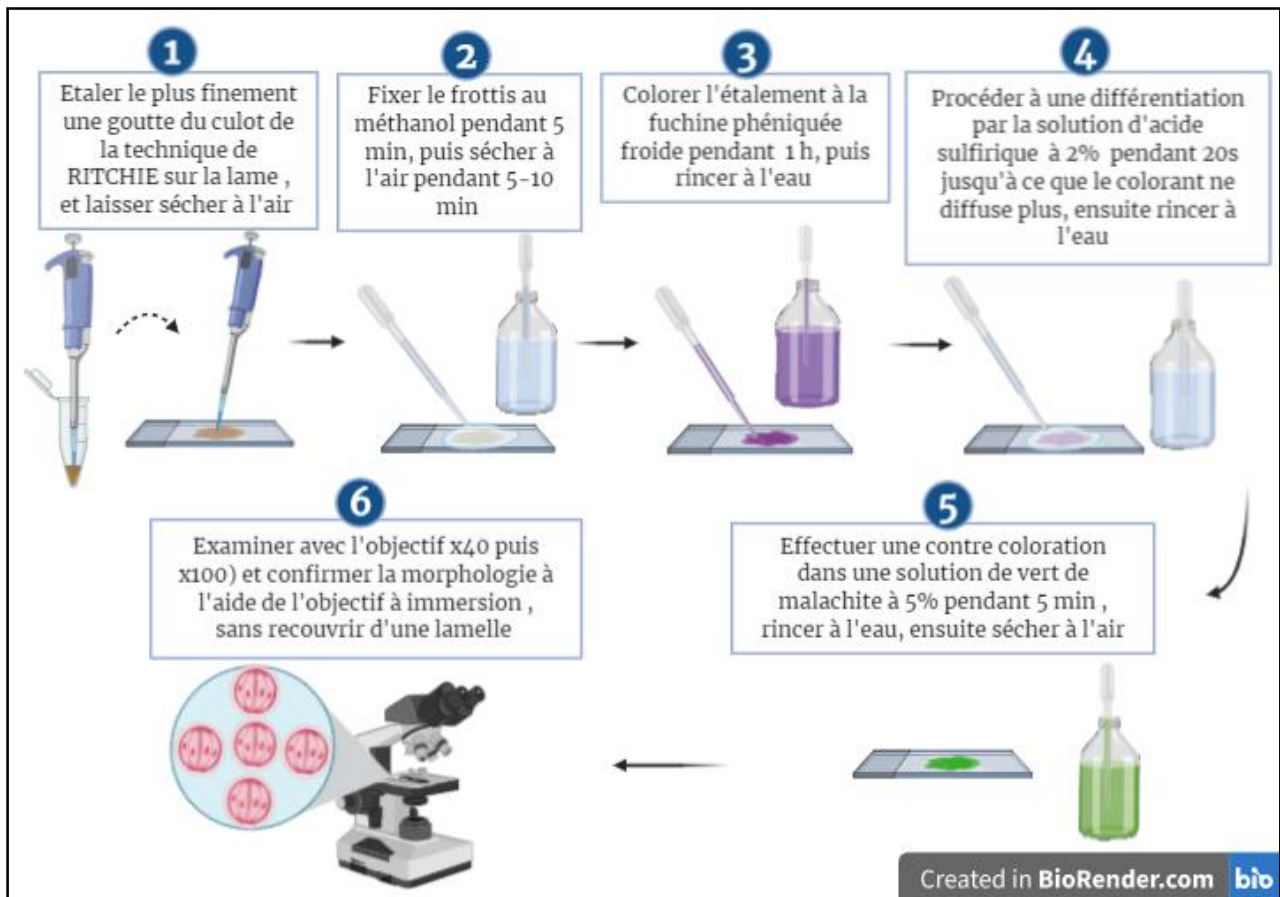 1
Etaler le plus finement
une goutte du culot de
la technique de
RITCHIE sur la lame ,
et laisser sécher à l'air
2
Fixer le frottis au
méthanol pendant 5
min, puis sécher à
l'air pendant 5-10
min
3
Colorer l'étalement à la
fuchine phéniquée
froide pendant 1 h, puis
rincer à l'eau
4
Procéder à une différentiation
par la solution d'acide
sulfirique à 2% pendant 20s
jusqu'à ce que le colorant ne
diffuse plus, ensuite rincer à
l'eau
5
Effectuer une contre coloration
dans une solution de vert de
malachite à 5% pendant 5 min ,
rincer à l'eau, ensuite sécher à l'air
6
Examiner avec l'objectif x40 puis
x100) et confirmer la morphologie à
l'aide de l'objectif à immersion ,
sans recouvrir d'une lamelle
Created in BioRender.com bio